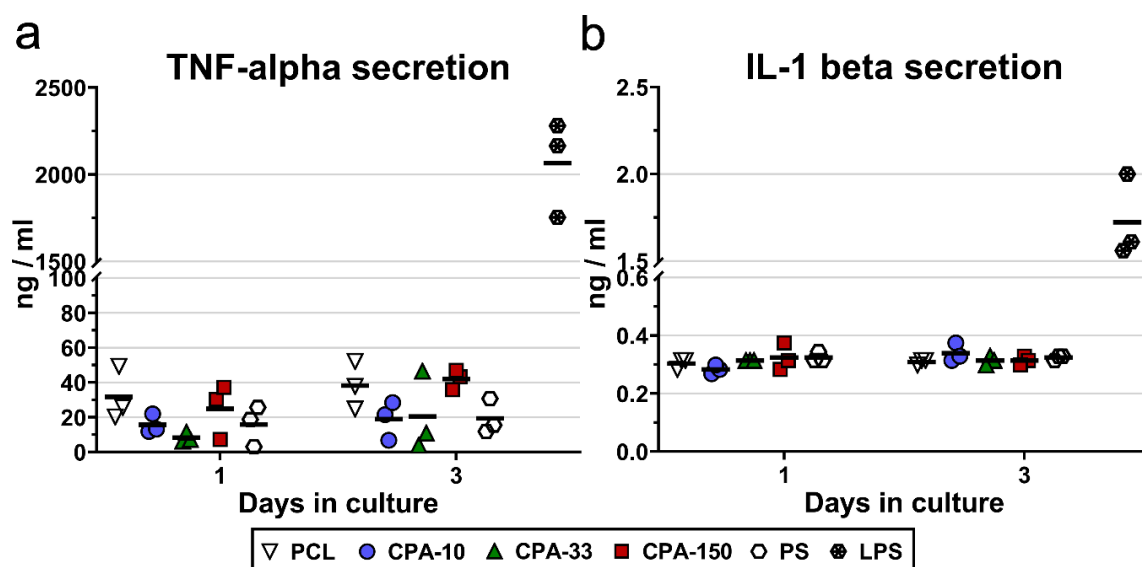 a
TNF-alpha secretion
2500
2000
1500
100
80
60
40
20
0
ng / ml
1
3
Days in culture
b
IL-1 beta secretion
2.5
2.0
1.5
0.6
0.4
0.2
0.0
ng / ml
1
3
Days in culture
PCL CPA-10 CPA-33 CPA-150 PS LPS